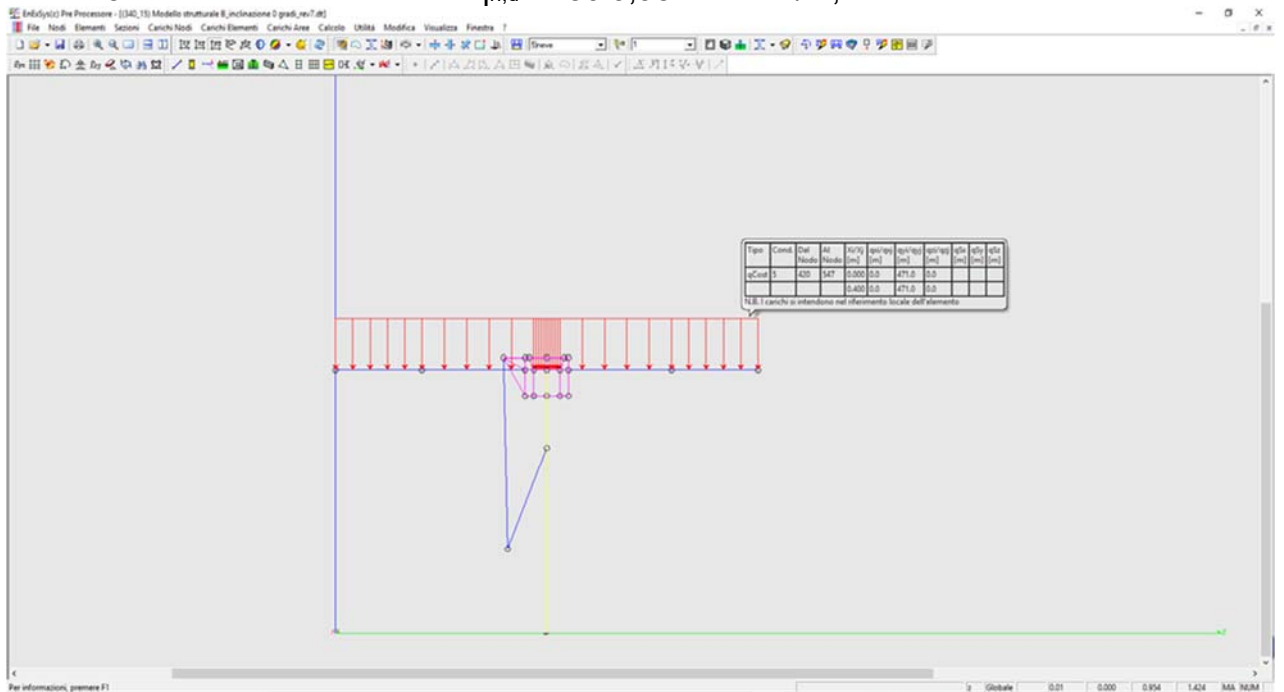 EnExSys(c) Pre Processore - [(I340_15) Modello strutturale B_inclinazione 0 gradi_rev7.dt]
File Nodi Elementi Sezioni Carichi Nodi Carichi Elementi Carichi Aree Calcolo Utilità Modifica Visualizza Finestra ?
1
Tipo Cond. Dal Nodo Al Nodo Xi/Xj [m] qxi/qxj [m] qyi/qyj [m] qzi/qzj [m] qSx [m] qSy [m] qSz [m]
qCost 5 420 547 0.000 0.0 471.0 0.0
0.400 0.0 471.0 0.0
N.B. I carichi si intendono nel riferimento locale dell'elemento
Per informazioni, premere F1
Globale 0.01 0.000 0.954 1.424 MA NUM